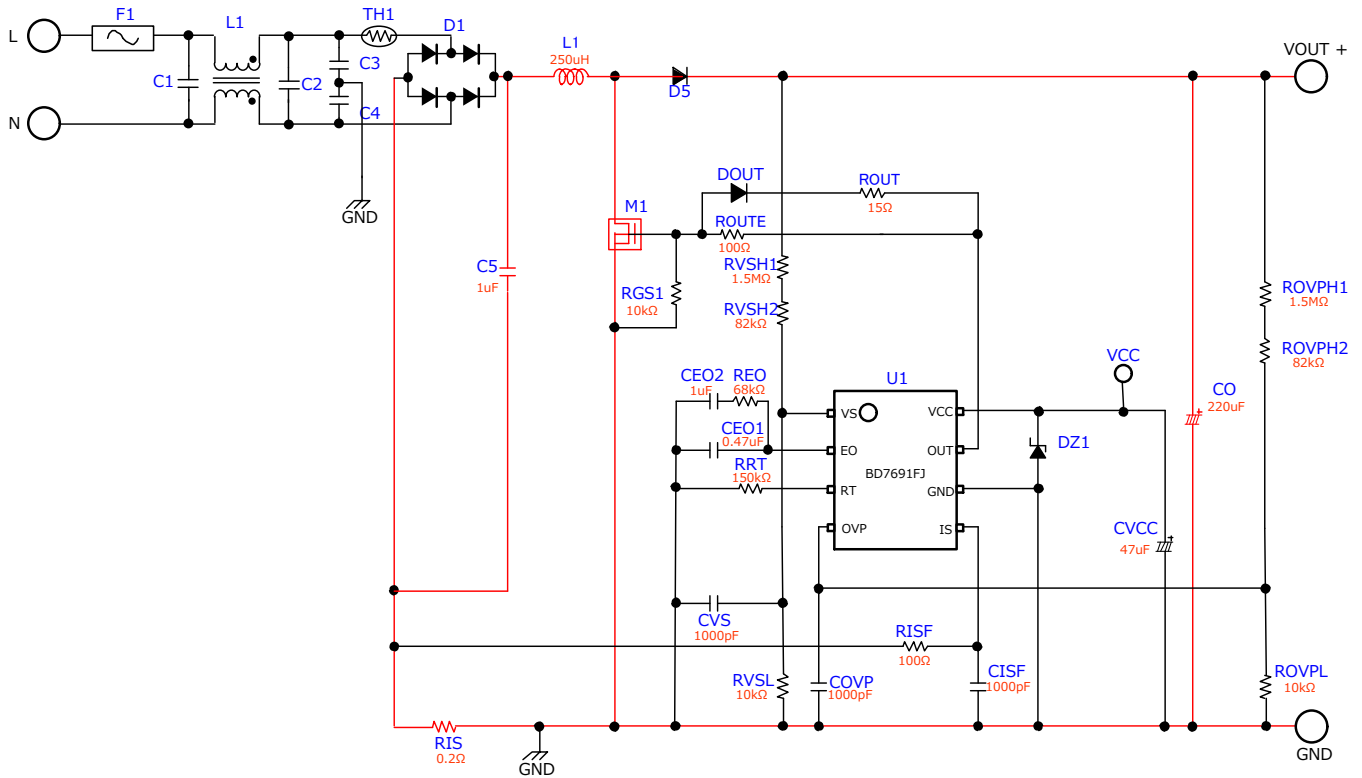 F1
L1
TH1
D1
L
C1
C2
C3
C4
N
GND
L1
250uH
D5
VOUT +
DOUT
ROUT
15Ω
M1
ROUTE
100Ω
C5
1uF
RVSH1
1.5MΩ
RGS1
10kΩ
RVSH2
82kΩ
ROVPH1
1.5MΩ
ROVPH2
82kΩ
CEO2
1uF
REO
68kΩ
U1
VCC
CO
220uF
CEO1
0.47uF
RRT
150kΩ
VS
VCC
EO
OUT
BD7691FJ
RT
GND
OVP
IS
DZ1
CVCC
47uF
CVS
1000pF
RISF
100Ω
RVSL
10kΩ
COVP
1000pF
CISF
1000pF
ROVPL
10kΩ
RIS
0.2Ω
GND
GND